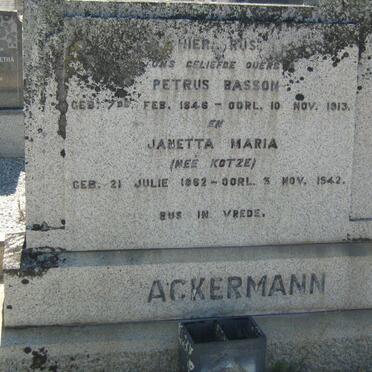 HIER RUS
ONS GELIEFDE OUERS
PETRUS BASSON
GEB. 7DE FEB. 1846 - OORL. 10 NOV. 1913.
EN
JANETTA MARIA
(NEE KOTZE)
GEB. 21 JULIE 1862 - OORL. 3 NOV. 1942.
RUS IN VREDE.
ACKERMANN